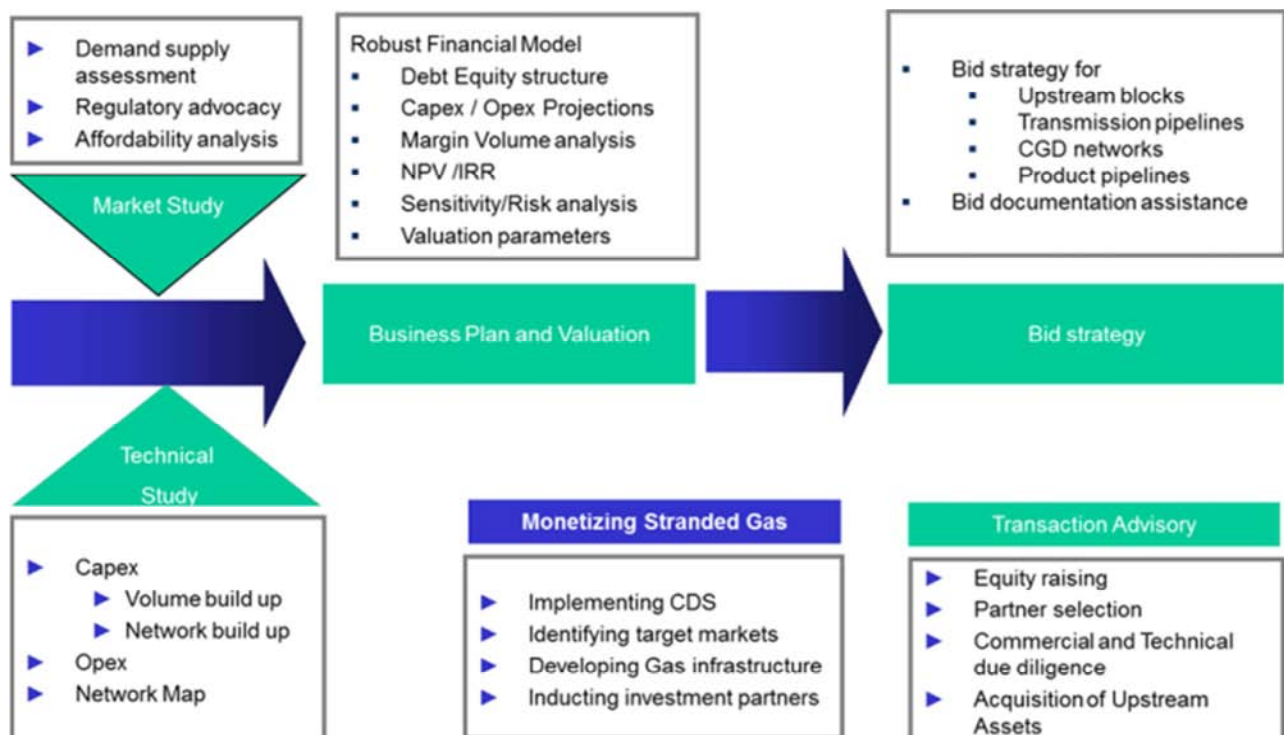 Demand supply
assessment
Regulatory advocacy
Affordability analysis
Market Study
Robust Financial Model
Debt Equity structure
Capex / Opex Projections
Margin Volume analysis
NPV /IRR
Sensitivity/Risk analysis
Valuation parameters
Bid strategy for
Upstream blocks
Transmission pipelines
CGD networks
Product pipelines
Bid documentation assistance
Business Plan and Valuation
Bid strategy
Technical
Study
Capex
Volume build up
Network build up
Opex
Network Map
Monetizing Stranded Gas
Implementing CDS
Identifying target markets
Developing Gas infrastructure
Inducting investment partners
Transaction Advisory
Equity raising
Partner selection
Commercial and Technical
due diligence
Acquisition of Upstream
Assets